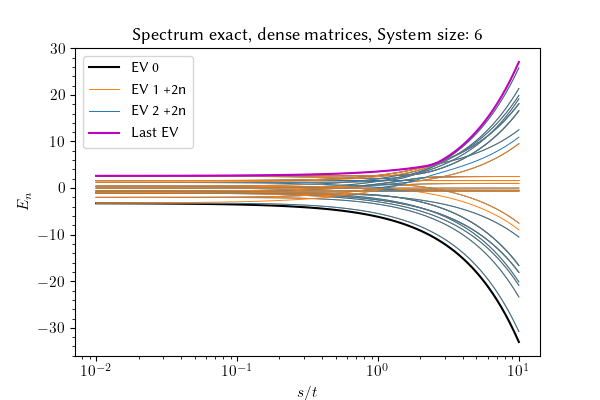 Spectrum exact, dense matrices, System size: 6
EV 0
EV 1 +2n
EV 2 +2n
Last EV
30
20
10
0
−10
−20
−30
E_n
10^−2
10^−1
10^0
10^1
s/t